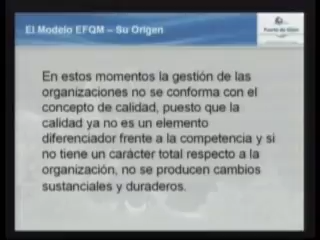 El Modelo EFQM – Su Origen
Puerto de Gijón
En estos momentos la gestión de las
organizaciones no se conforma con el
concepto de calidad, puesto que la
calidad ya no es un elemento
diferenciador frente a la competencia y si
no tiene un carácter total respecto a la
organización, no se producen cambios
sustanciales y duraderos.